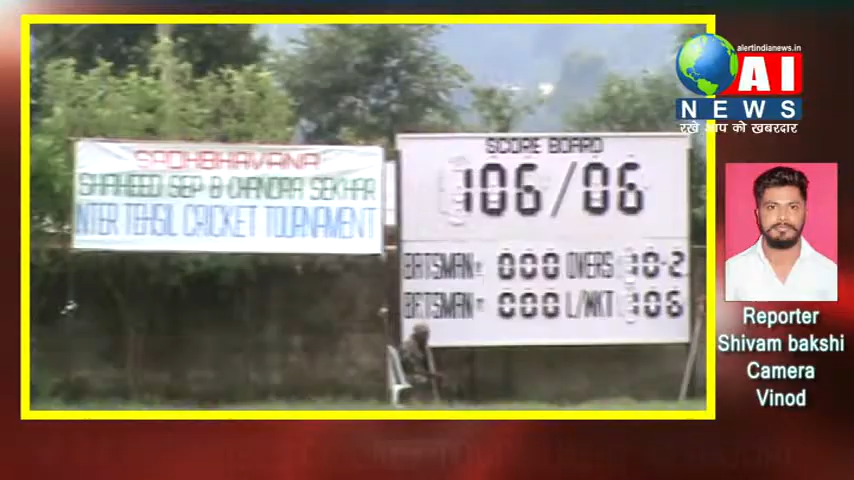 SADHBHAVANA
SHAHEED SEP B CHANDRA SEKHAR
INTER TEHSIL CRICKET TOURNAMENT
SCORE BOARD
106/06
BATSMAN 000 OVERS 10-2
BATSMAN 000 L/WKT 106
alertindianews.in
AI
NEWS
रखे आप को खबरदार
Reporter
Shivam bakshi
Camera
Vinod